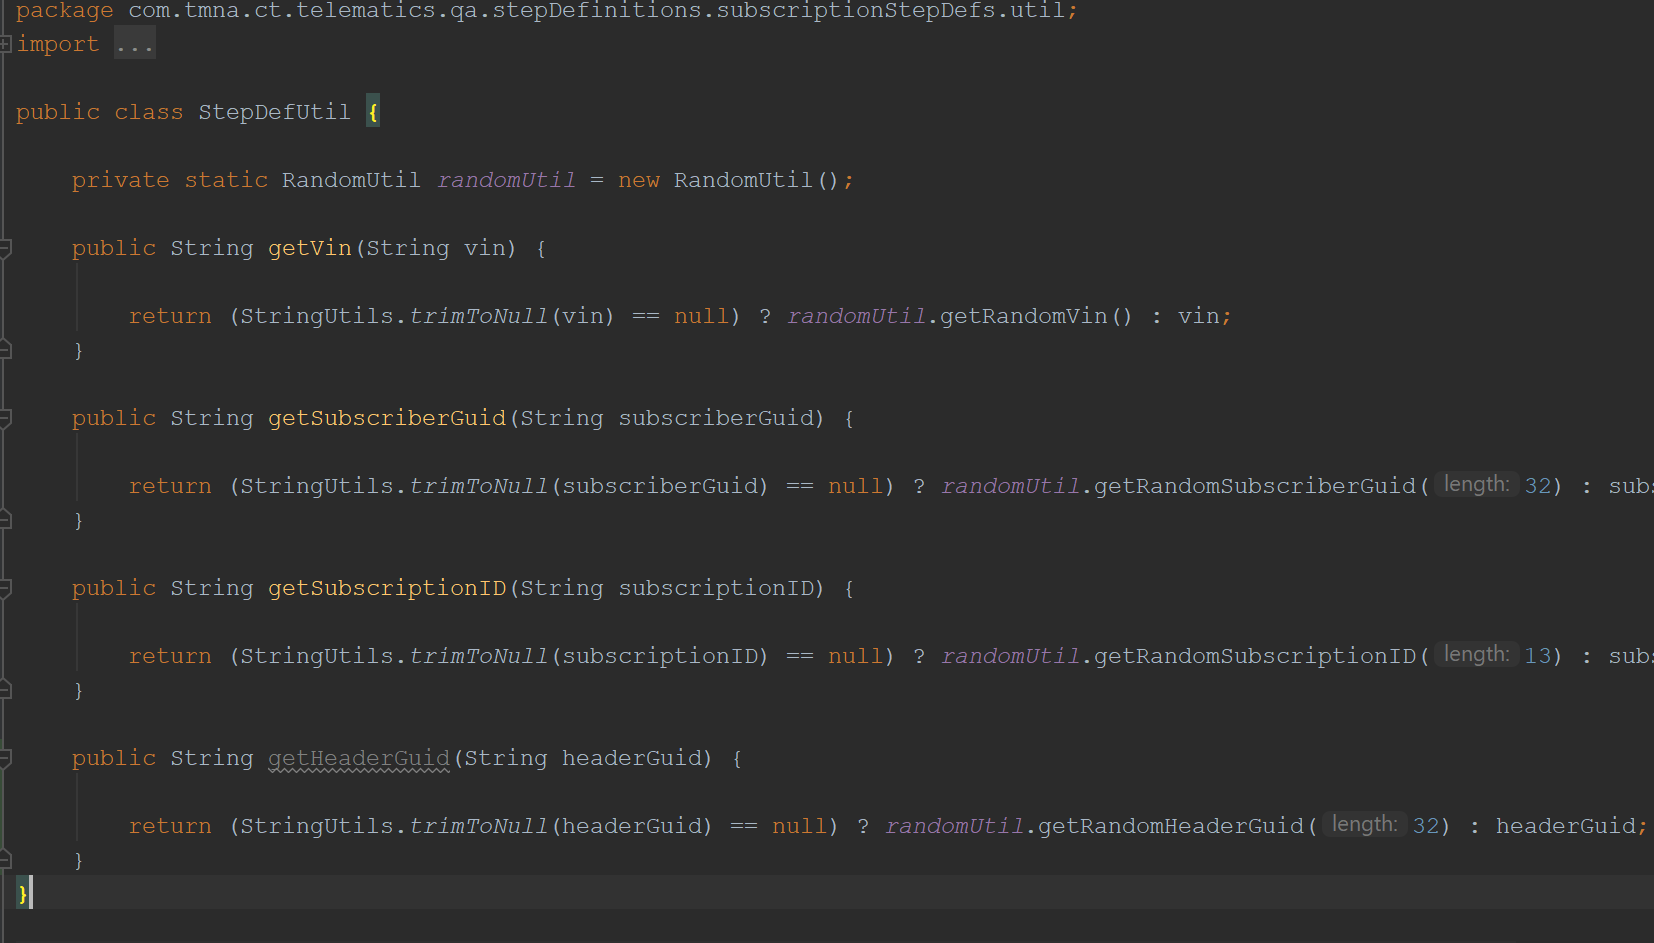 package com.tmna.ct.telematics.qa.stepDefinitions.subscriptionStepDefs.util;
import ...
public class StepDefUtil {
private static RandomUtil randomUtil = new RandomUtil();
public String getVin(String vin) {
return (StringUtils.trimToNull(vin) == null) ? randomUtil.getRandomVin() : vin;
}
public String getSubscriberGuid(String subscriberGuid) {
return (StringUtils.trimToNull(subscriberGuid) == null) ? randomUtil.getRandomSubscriberGuid( length: 32) :
}
public String getSubscriptionID(String subscriptionID) {
return (StringUtils.trimToNull(subscriptionID) == null) ? randomUtil.getRandomSubscriptionID( length: 13) :
}
public String getHeaderGuid(String headerGuid) {
return (StringUtils.trimToNull(headerGuid) == null) ? randomUtil.getRandomHeaderGuid( length: 32) : headerGuid;
}
}